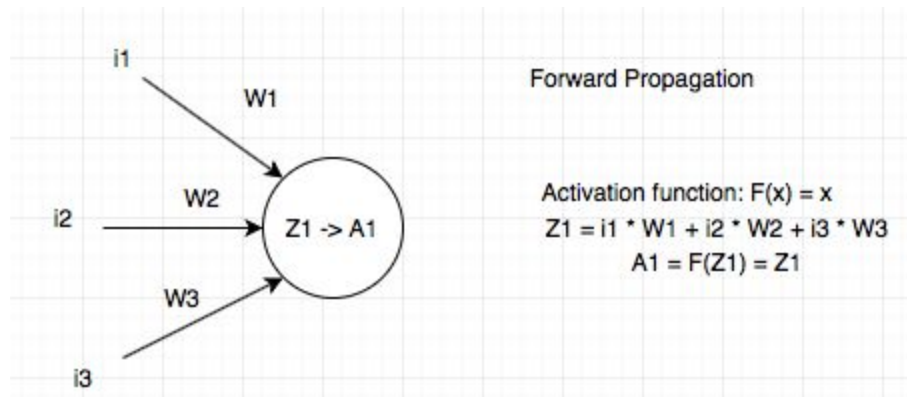 i1
W1
Forward Propagation
W2
i2
Z1 -> A1
Activation function: F(x) = x
Z1 = i1 * W1 + i2 * W2 + i3 * W3
A1 = F(Z1) = Z1
W3
i3